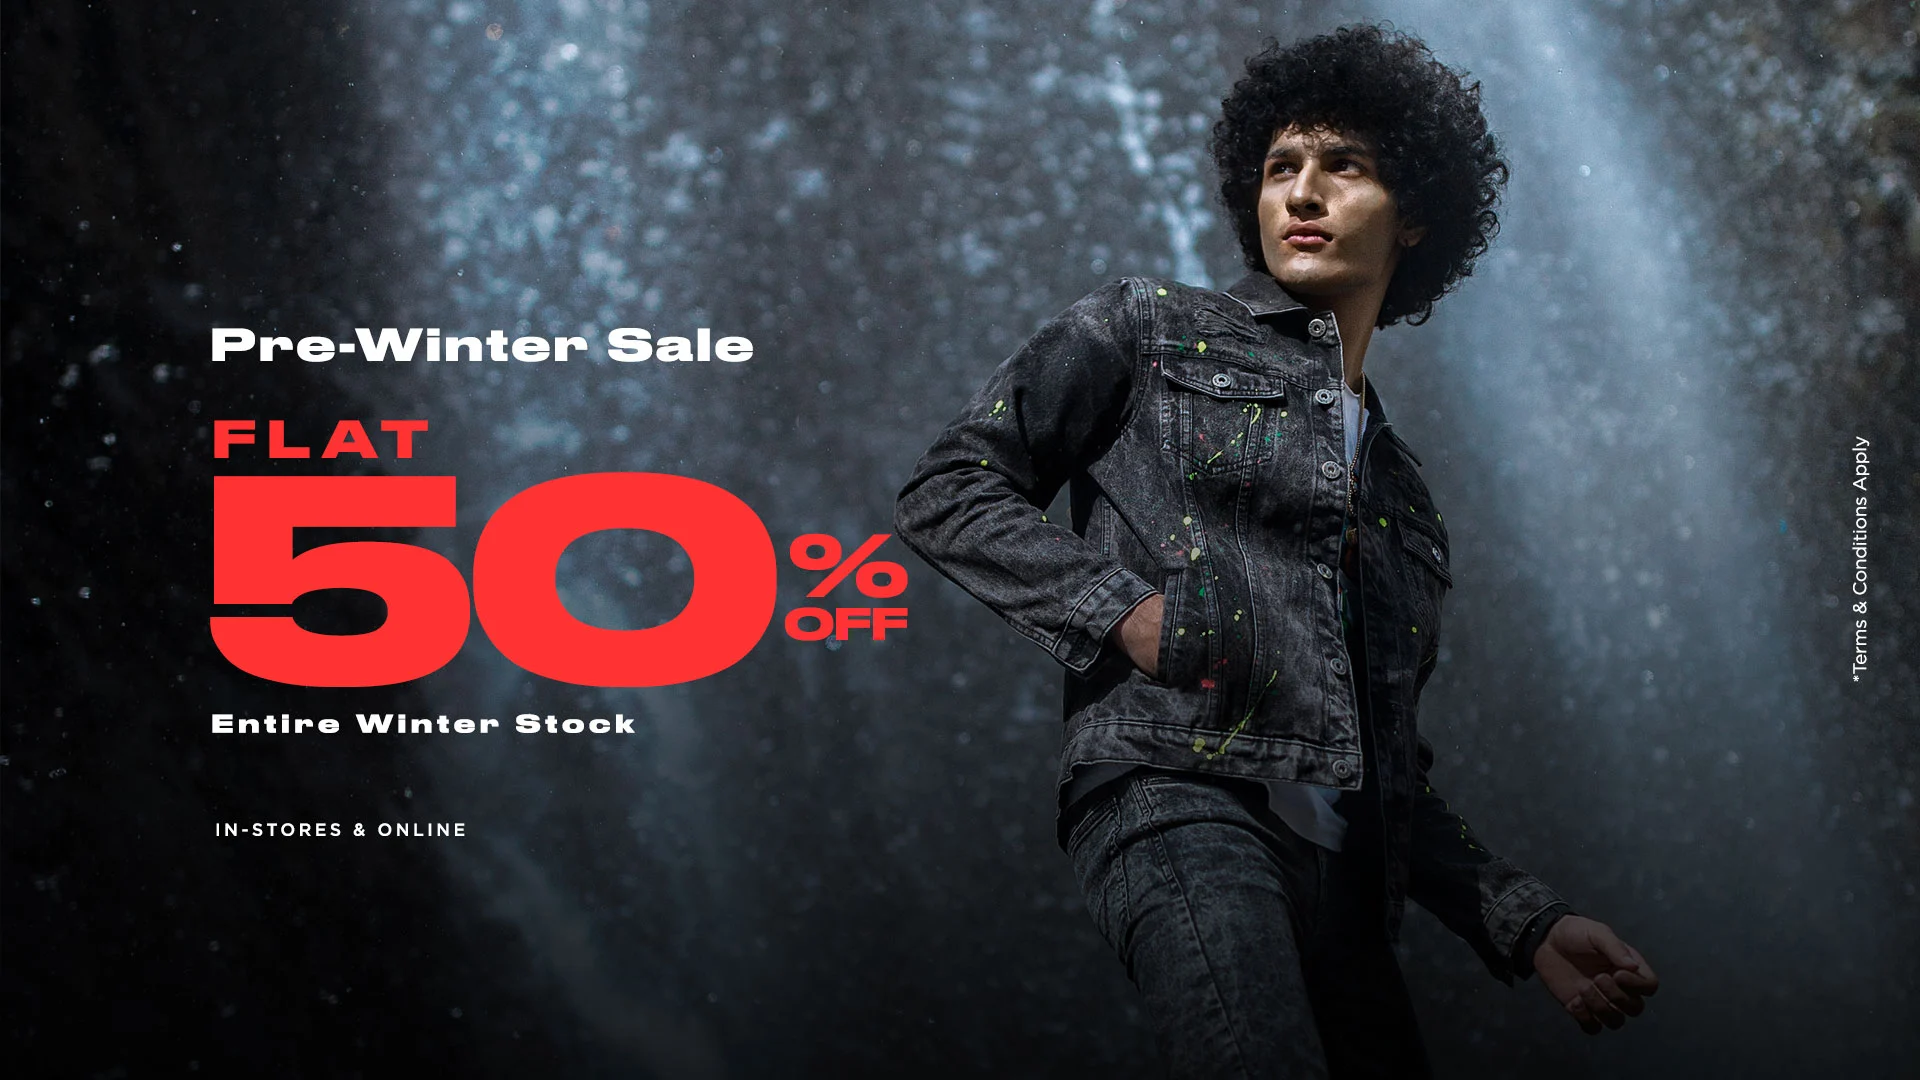 Pre-Winter Sale
FLAT
50%
OFF
Entire Winter Stock
IN-STORES & ONLINE
*Terms & Conditions Apply